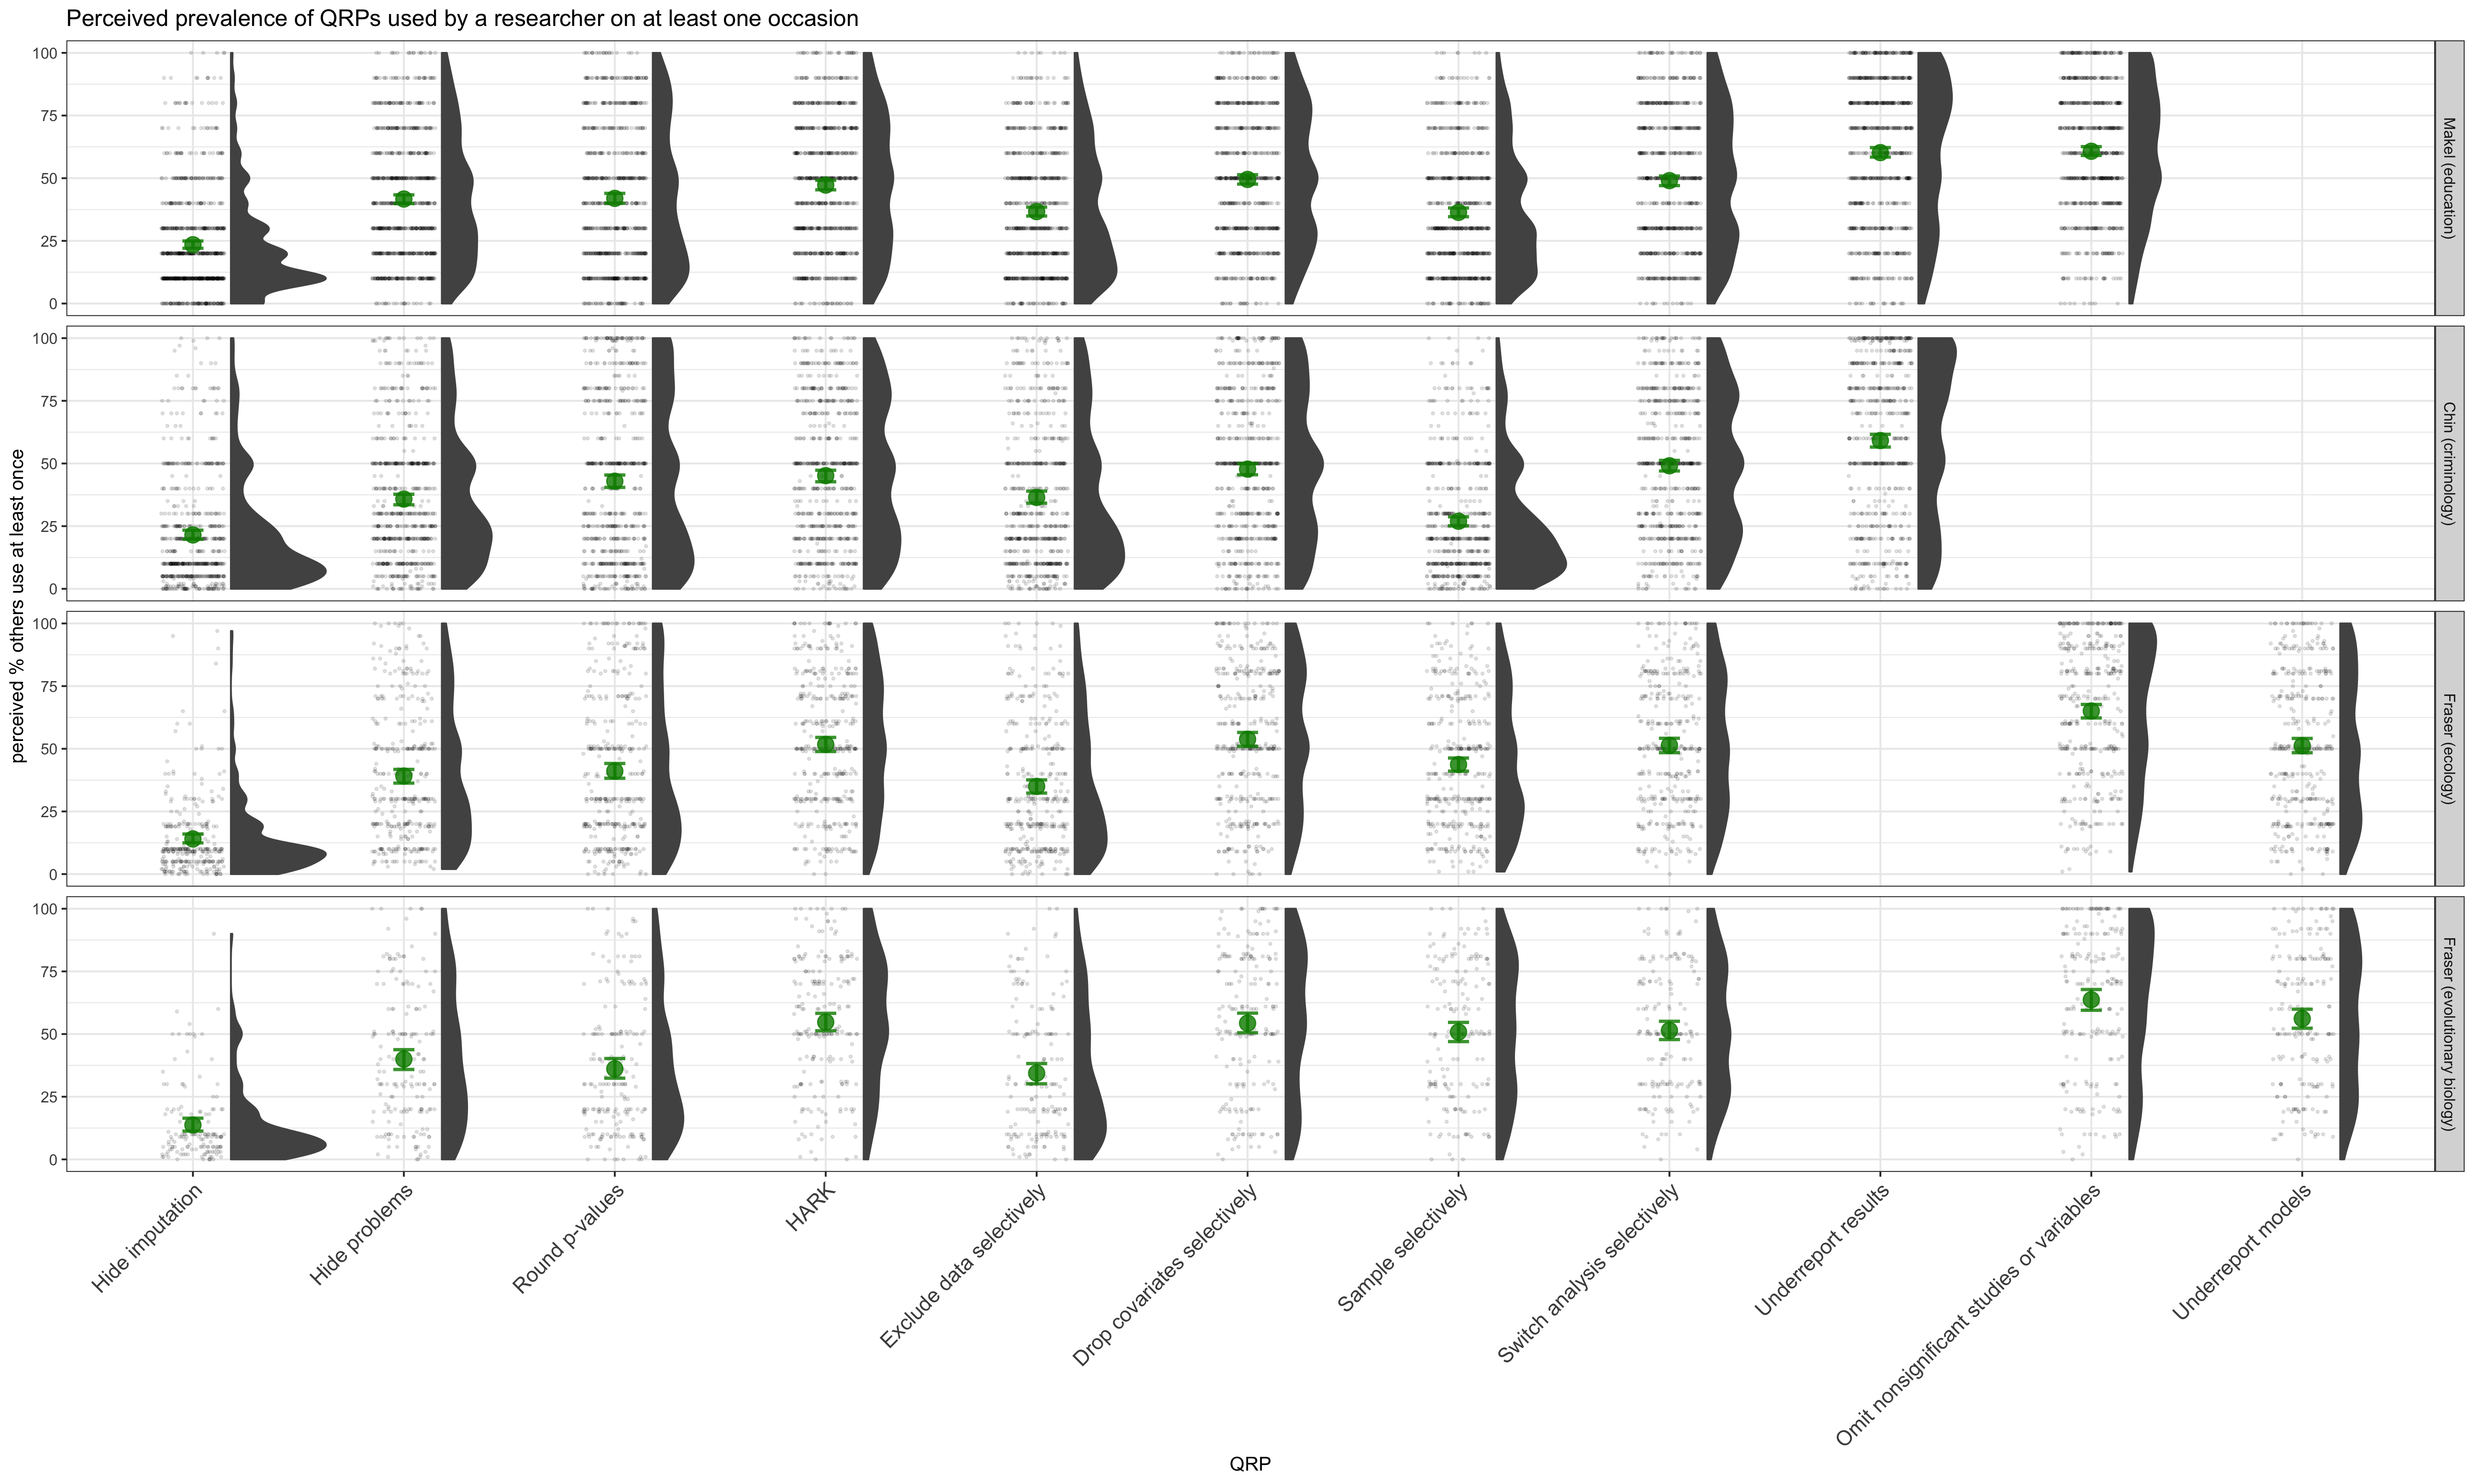 Perceived prevalence of QRPs used by a researcher on at least one occasion
perceived % others use at least once
100
75
50
25
0
Makel (education)
100
75
50
25
0
Chin (criminology)
100
75
50
25
0
Fraser (ecology)
100
75
50
25
0
Fraser (evolutionary biology)
Hide imputation
Hide problems
Round p-values
HARK
Exclude data selectively
Drop covariates selectively
Sample selectively
Switch analysis selectively
Underreport results
Omit nonsignificant studies or variables
Underreport models
QRP